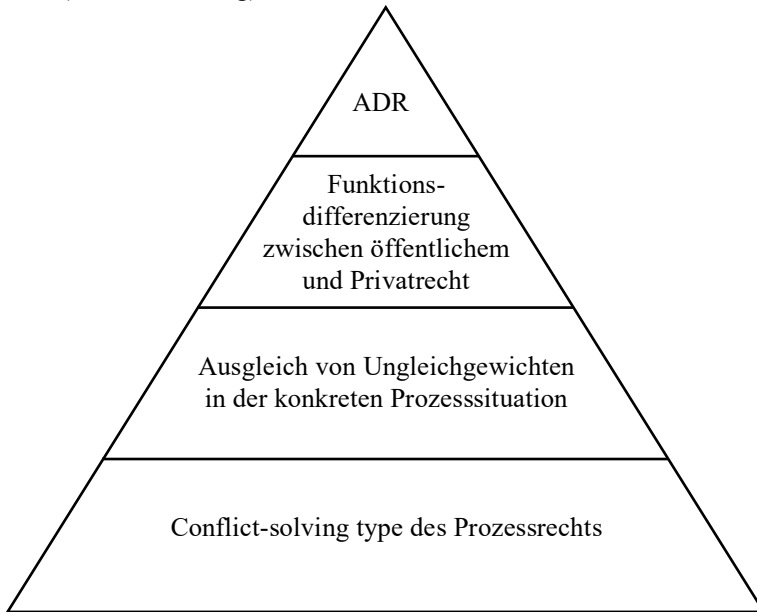 ADR
Funktions-
differenzierung
zwischen öffentlichem
und Privatrecht
Ausgleich von Ungleichgewichten
in der konkreten Prozesssituation
Conflict-solving type des Prozessrechts